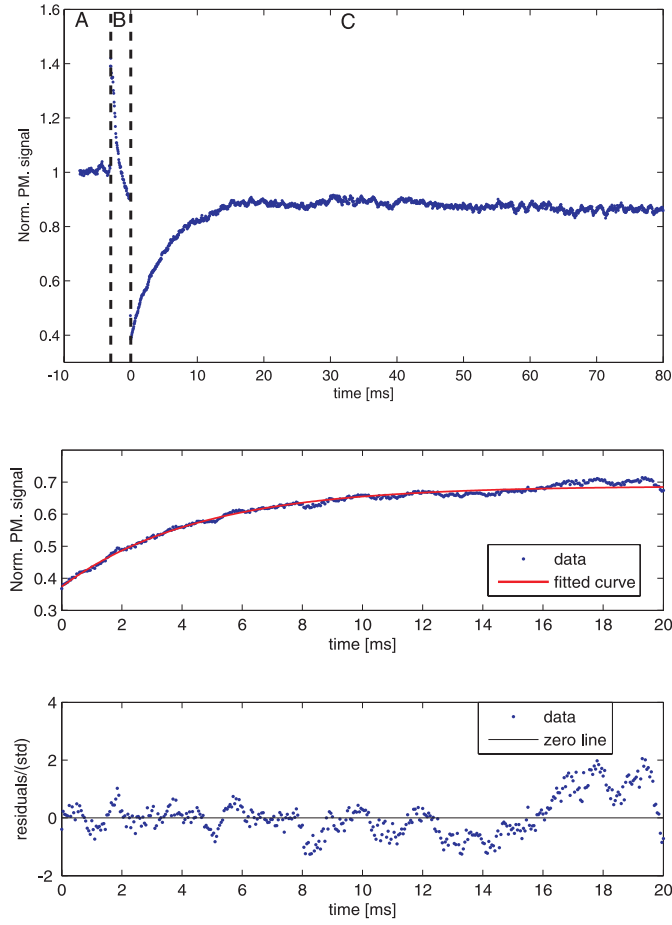 A B C
1.6
1.4
1.2
1
0.8
0.6
0.4
Norm. PM. signal
-10 0 10 20 30 40 50 60 70 80
time [ms]
0.7
0.6
0.5
0.4
0.3
Norm. PM. signal
data
fitted curve
0 2 4 6 8 10 12 14 16 18 20
time [ms]
4
2
0
-2
residuals/(std)
data
zero line
0 2 4 6 8 10 12 14 16 18 20
time [ms]